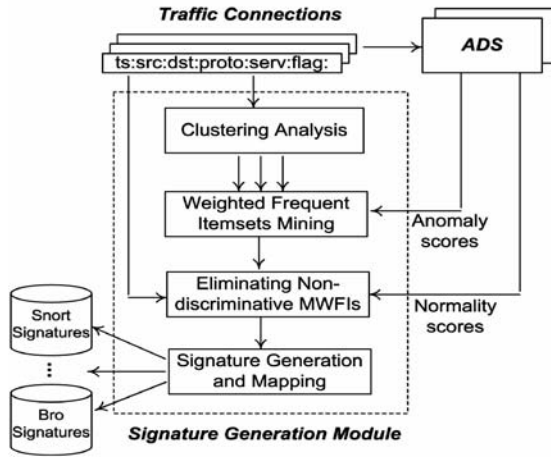 Traffic Connections
ts:src:dst:proto:serv:flag:
ADS
Clustering Analysis
Weighted Frequent
Itemsets Mining
Anomaly
scores
Eliminating Non-
discriminative MWFIs
Normality
scores
Snort
Signatures
Signature Generation
and Mapping
Bro
Signatures
Signature Generation Module